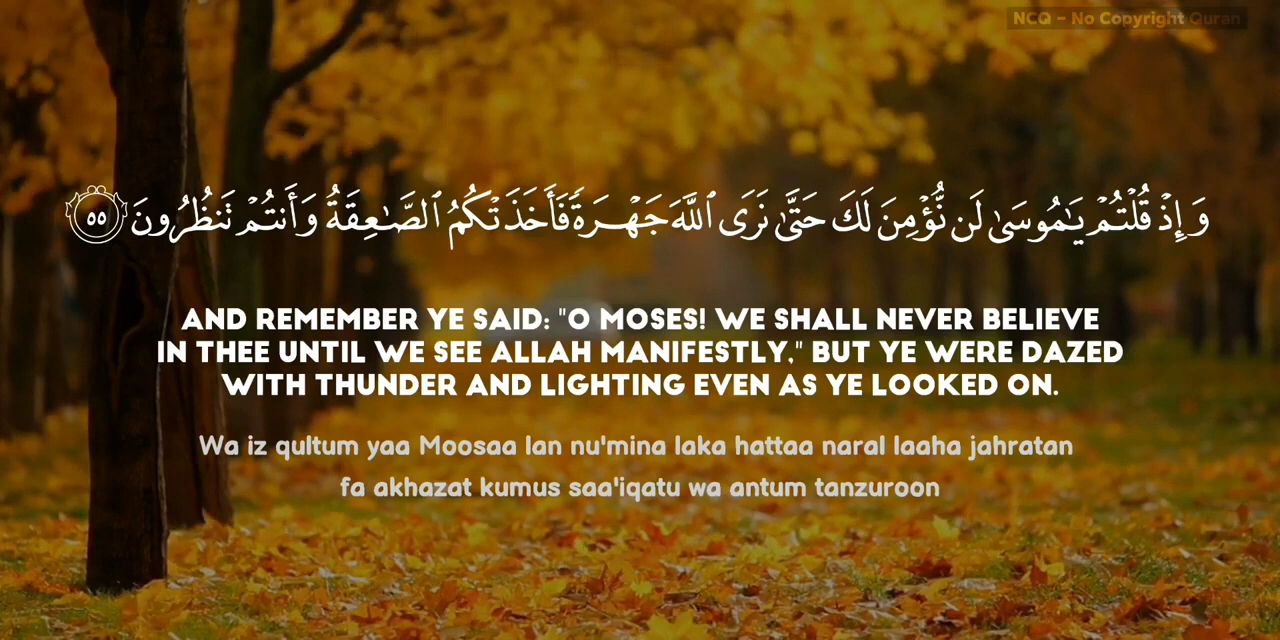 NCQ - No Copyright Quran
وَإِذْ قُلْتُمْ يَـٰمُوسَىٰ لَن نُّؤْمِنَ لَكَ حَتَّىٰ نَرَى ٱللَّهَ جَهْرَةً فَأَخَذَتْكُمُ ٱلصَّـٰعِقَةُ وَأَنتُمْ تَنظُرُونَ ٥٥
AND REMEMBER YE SAID: "O MOSES! WE SHALL NEVER BELIEVE
IN THEE UNTIL WE SEE ALLAH MANIFESTLY," BUT YE WERE DAZED
WITH THUNDER AND LIGHTING EVEN AS YE LOOKED ON.
Wa iz qultum yaa Moosaa lan nu'mina laka hattaa naral laaha jahratan
fa akhazat kumus saa'iqatu wa antum tanzuroon